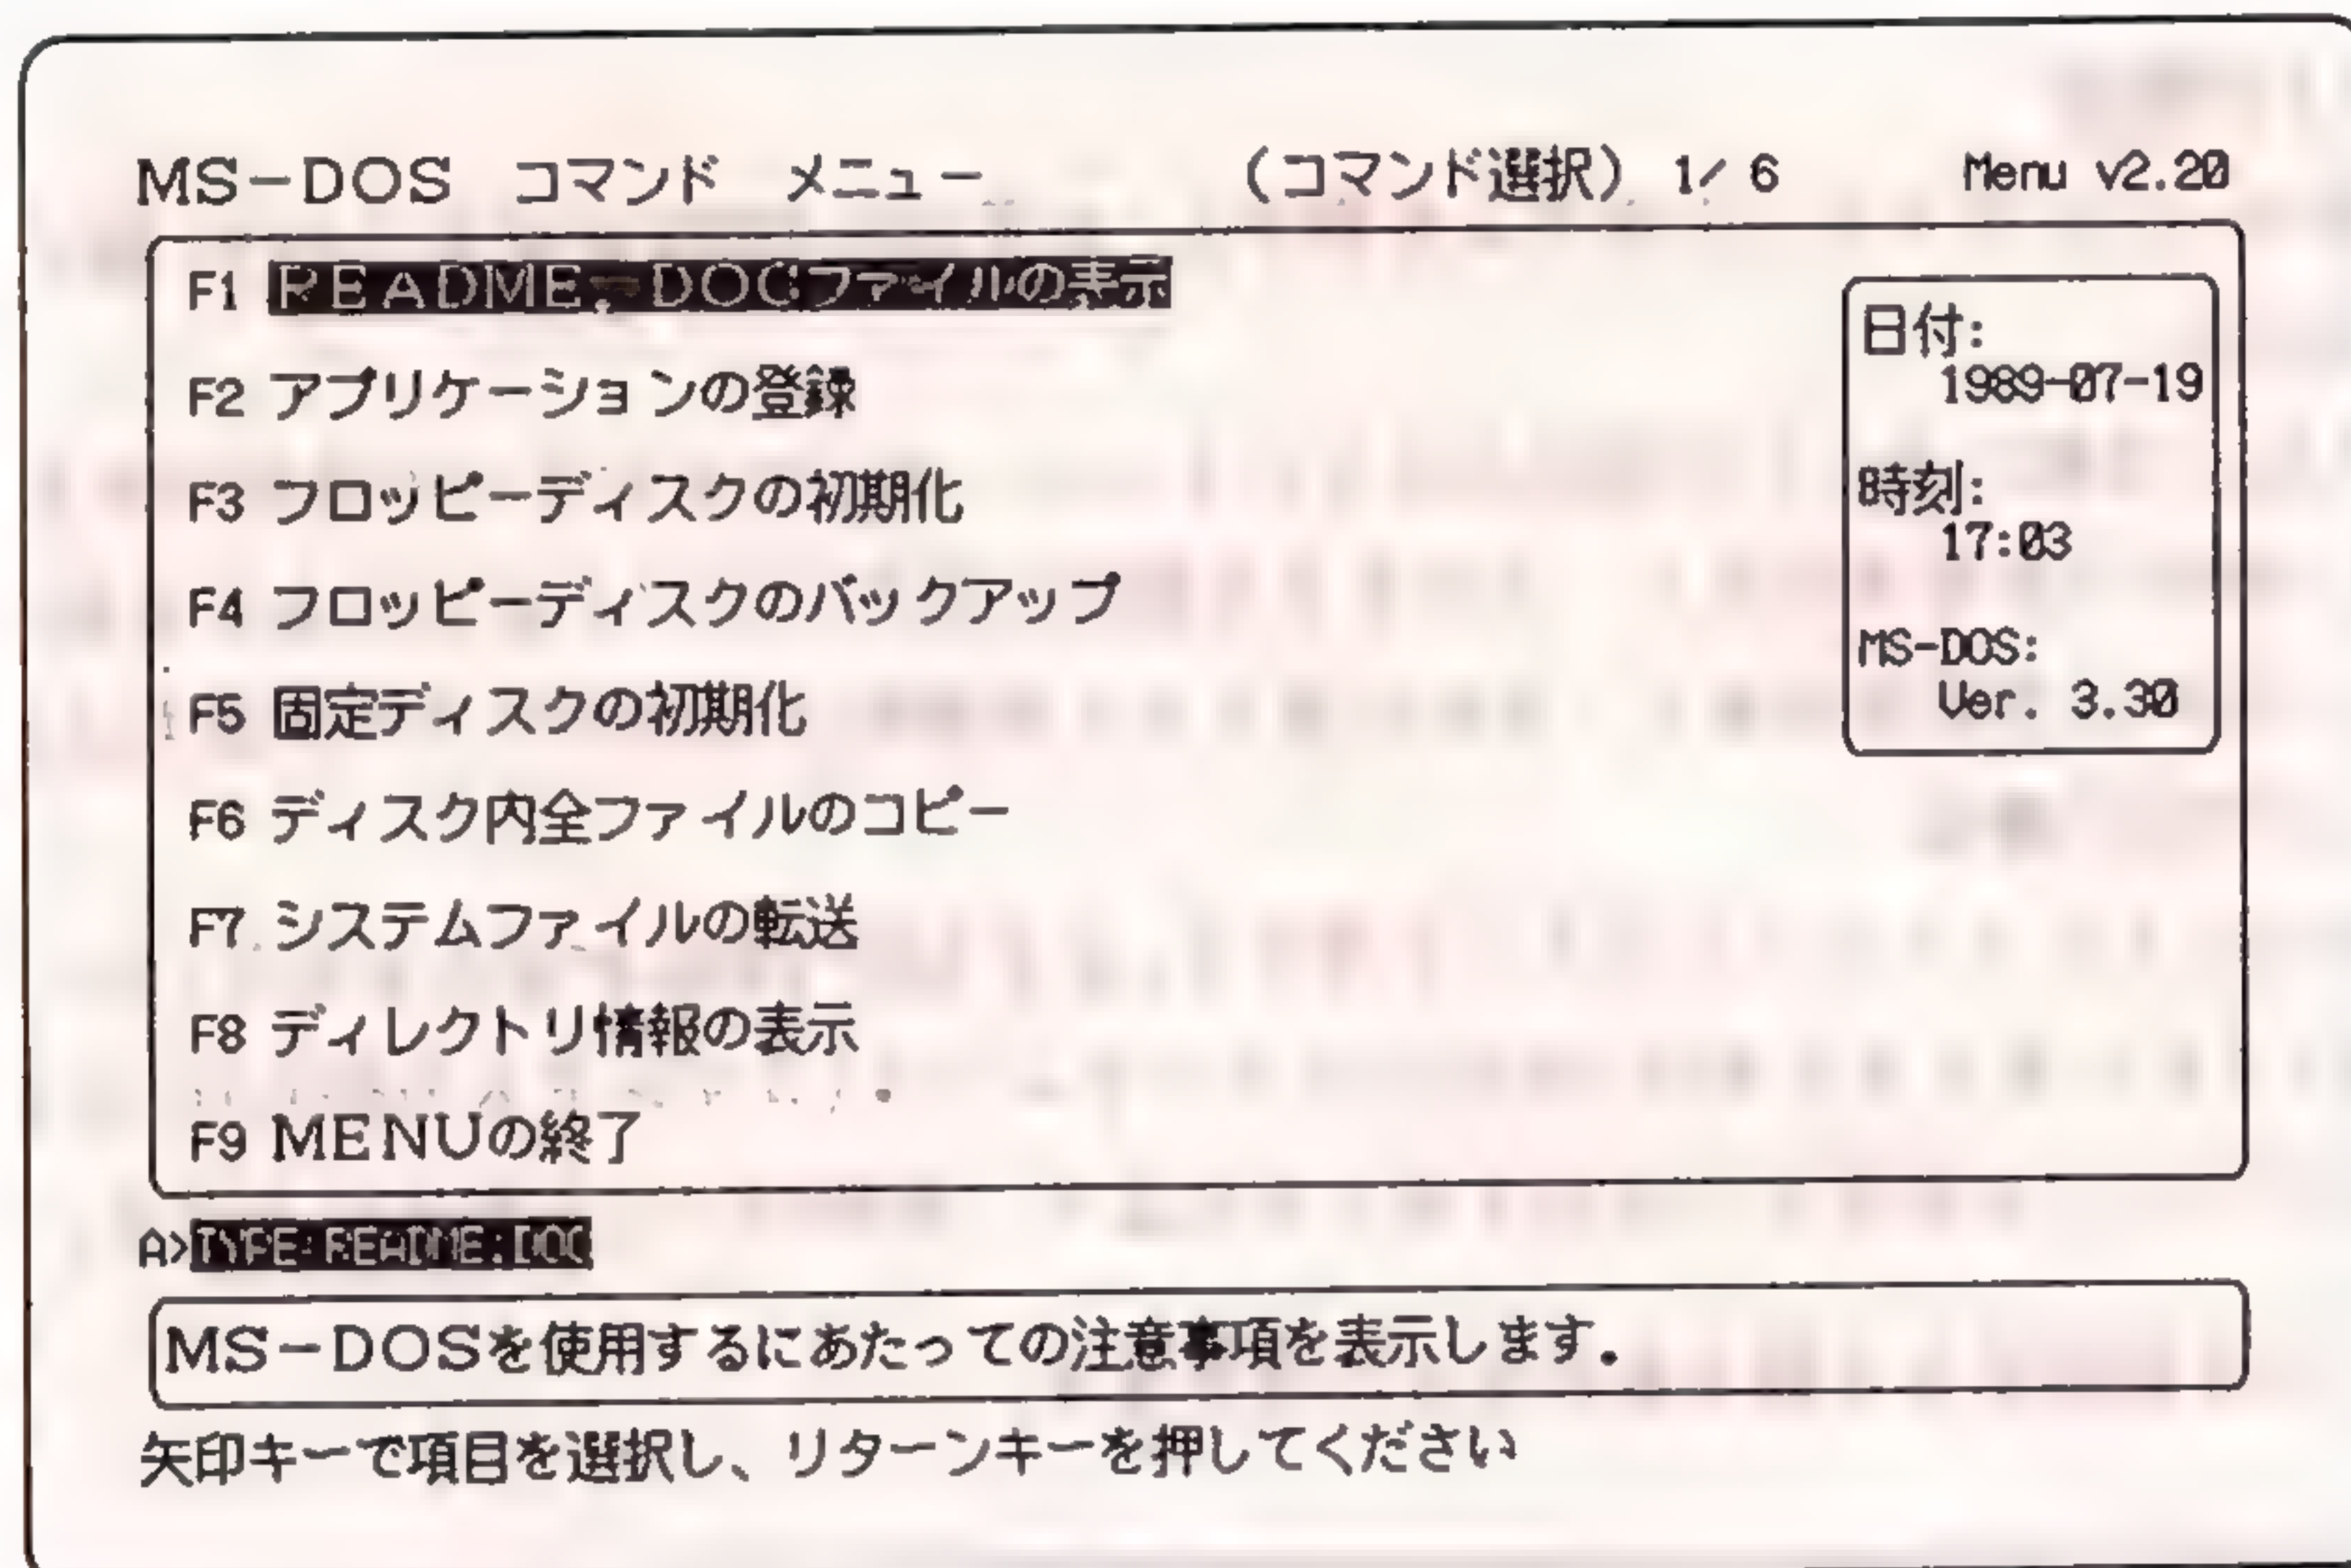 MS-DOS コマンド メニュー (コマンド選択) 1/ 6 Menu v2.20
F1 README.DOCファイルの表示
F2 アプリケーションの登録
F3 フロッピーディスクの初期化
F4 フロッピーディスクのバックアップ
F5 固定ディスクの初期化
F6 ディスク内全ファイルのコピー
F7 システムファイルの転送
F8 ディレクトリ情報の表示
F9 MENUの終了
日付:
1989-07-19
時刻:
17:03
MS-DOS:
Ver. 3.30
A>TYPE README.DOC
MS-DOSを使用するにあたっての注意事項を表示します。
矢印キーで項目を選択し、リターンキーを押してください